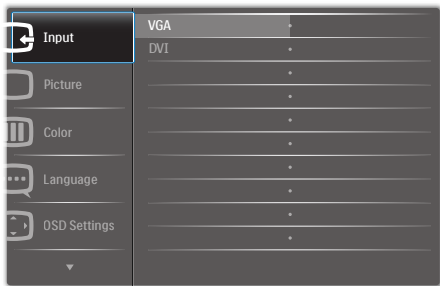 Input
VGA
DVI
Picture
Color
Language
OSD Settings